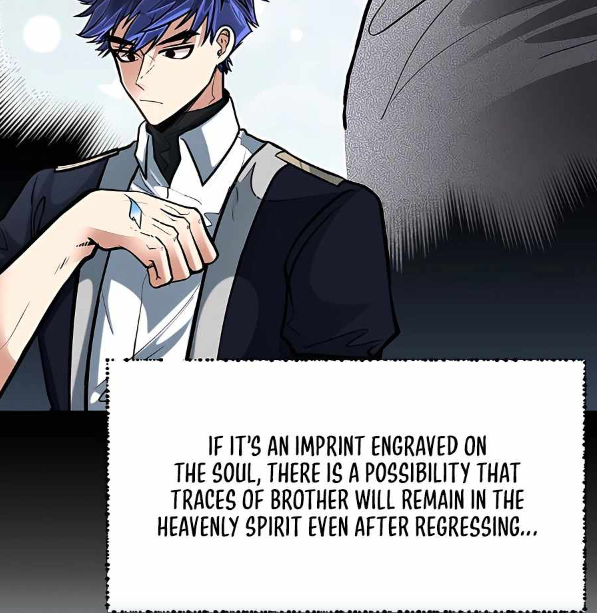 IF IT'S AN IMPRINT ENGRAVED ON
THE SOUL, THERE IS A POSSIBILITY THAT
TRACES OF BROTHER WILL REMAIN IN THE
HEAVENLY SPIRIT EVEN AFTER REGRESSING...